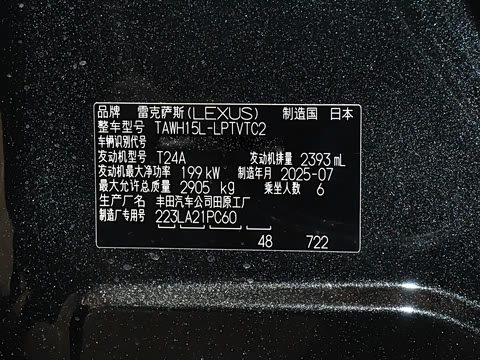 品牌 雷克萨斯(LEXUS) 制造国 日本
整车型号 TAWH15L-LPTVTC2
车辆识别代号
发动机型号 T24A 发动机排量 2393 mL
发动机最大净功率 199 kW 制造年月 2025-07
最大允许总质量 2905 kg 乘坐人数 6
生产厂名 丰田汽车公司田原工厂
制造厂专用号 223LA21PC60
48 722